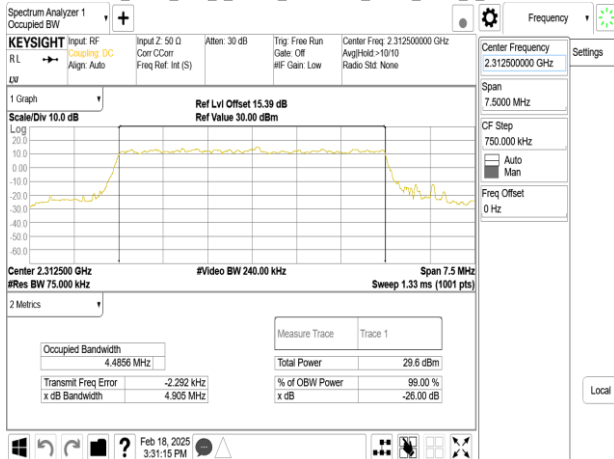 Spectrum Analyzer 1
Occupied BW
+
Frequency
KEYSIGHT
RL
LXI
Input: RF
Coupling: DC
Align: Auto
Input Z: 50 Ω
Corr CCorr
Freq Ref: Int (S)
Atten: 30 dB
Trig: Free Run
Gate: Off
#IF Gain: Low
Center Freq: 2.312500000 GHz
Avg|Hold:>10/10
Radio Std: None
Center Frequency
2.312500000 GHz
Settings
Span
7.5000 MHz
CF Step
750.000 kHz
Auto
Man
Freq Offset
0 Hz
Local
1 Graph
Scale/Div 10.0 dB
Ref Lvl Offset 15.39 dB
Ref Value 30.00 dBm
Log
20.0
10.0
0.00
-10.0
-20.0
-30.0
-40.0
-50.0
-60.0
Center 2.312500 GHz
#Video BW 240.00 kHz
Span 7.5 MHz
#Res BW 75.000 kHz
Sweep 1.33 ms (1001 pts)
2 Metrics
Measure Trace
Trace 1
Occupied Bandwidth
4.4856 MHz
Total Power
29.6 dBm
Transmit Freq Error
-2.292 kHz
% of OBW Power
99.00 %
x dB Bandwidth
4.905 MHz
x dB
-26.00 dB
?
Feb 18, 2025
3:31:15 PM